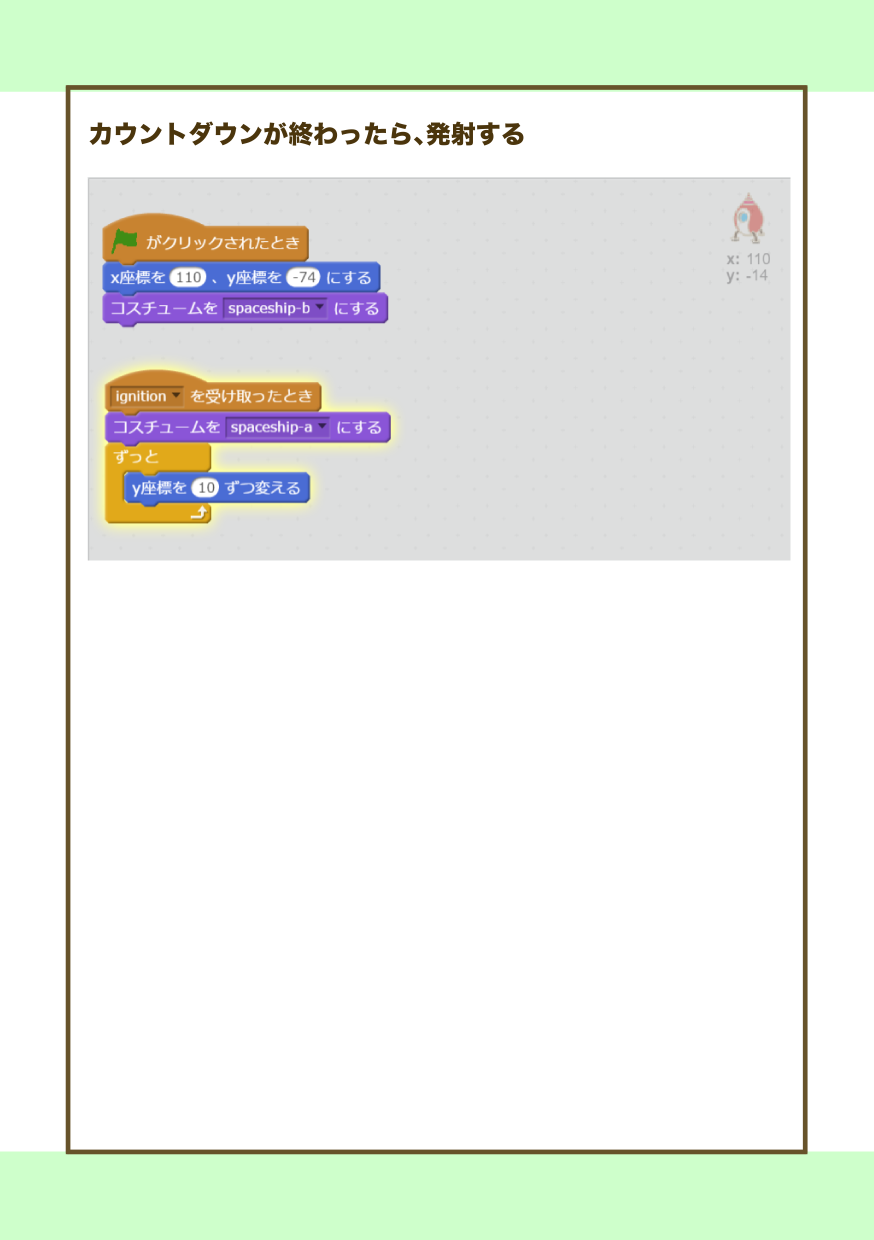 カウントダウンが終わったら、発射する
がクリックされたとき
x座標を 110 、y座標を -74 にする
コスチュームを spaceship-b にする
x: 110
y: -14
ignition を受け取ったとき
コスチュームを spaceship-a にする
ずっと
y座標を 10 ずつ変える